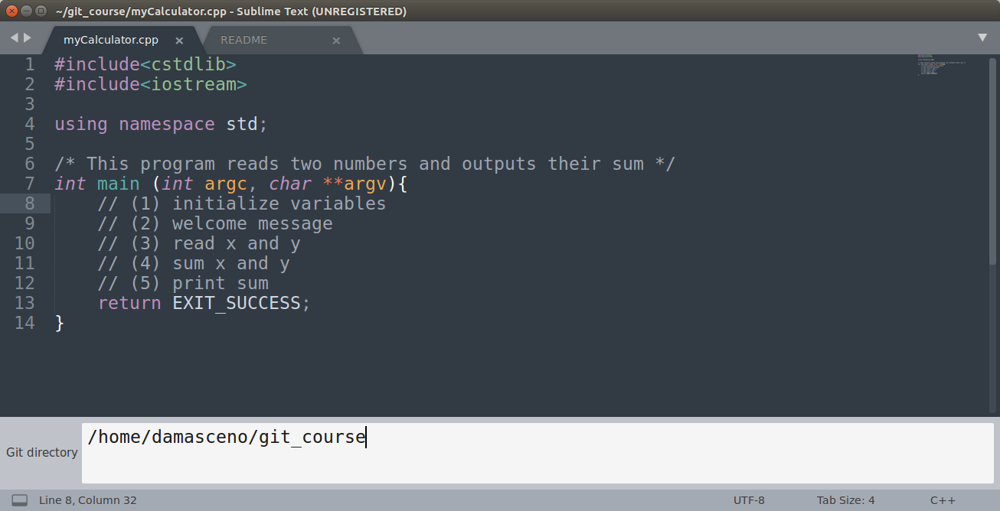 ~/git_course/myCalculator.cpp - Sublime Text (UNREGISTERED)
myCalculator.cpp × README ×
1 #include<cstdlib>
2 #include<iostream>
3
4 using namespace std;
5
6 /* This program reads two numbers and outputs their sum */
7 int main (int argc, char **argv){
8     // (1) initialize variables
9     // (2) welcome message
10     // (3) read x and y
11     // (4) sum x and y
12     // (5) print sum
13     return EXIT_SUCCESS;
14 }
Git directory /home/damasceno/git_course
Line 8, Column 32 UTF-8 Tab Size: 4 C++